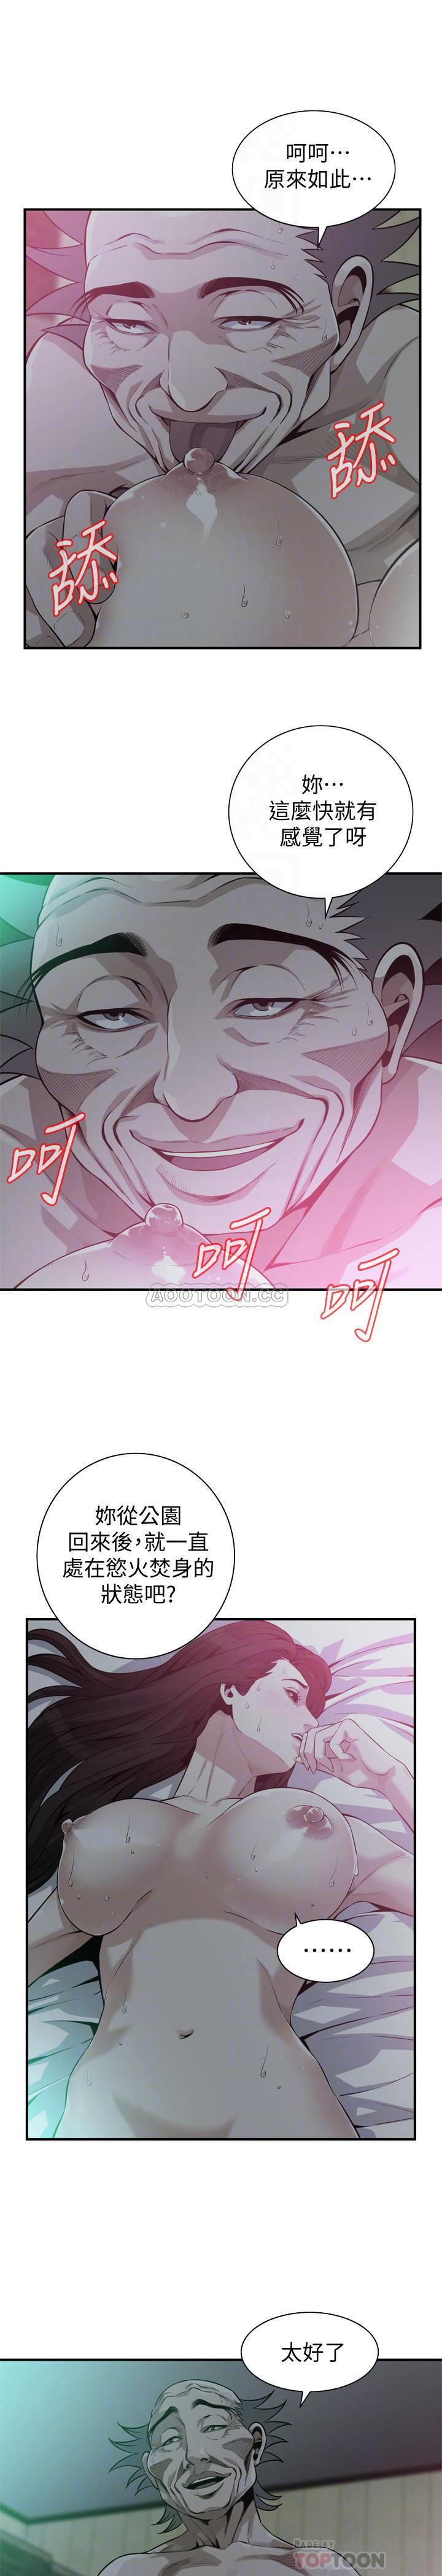 呵呵…
原來如此…
舔
舔
妳…
這麼快就有
感覺了呀
呵
呵
呵
AOOTOON.CC
妳從公園
回來後，就一直
處在慾火焚身的
狀態吧?
……
太好了
MADE BY
TOPTOON